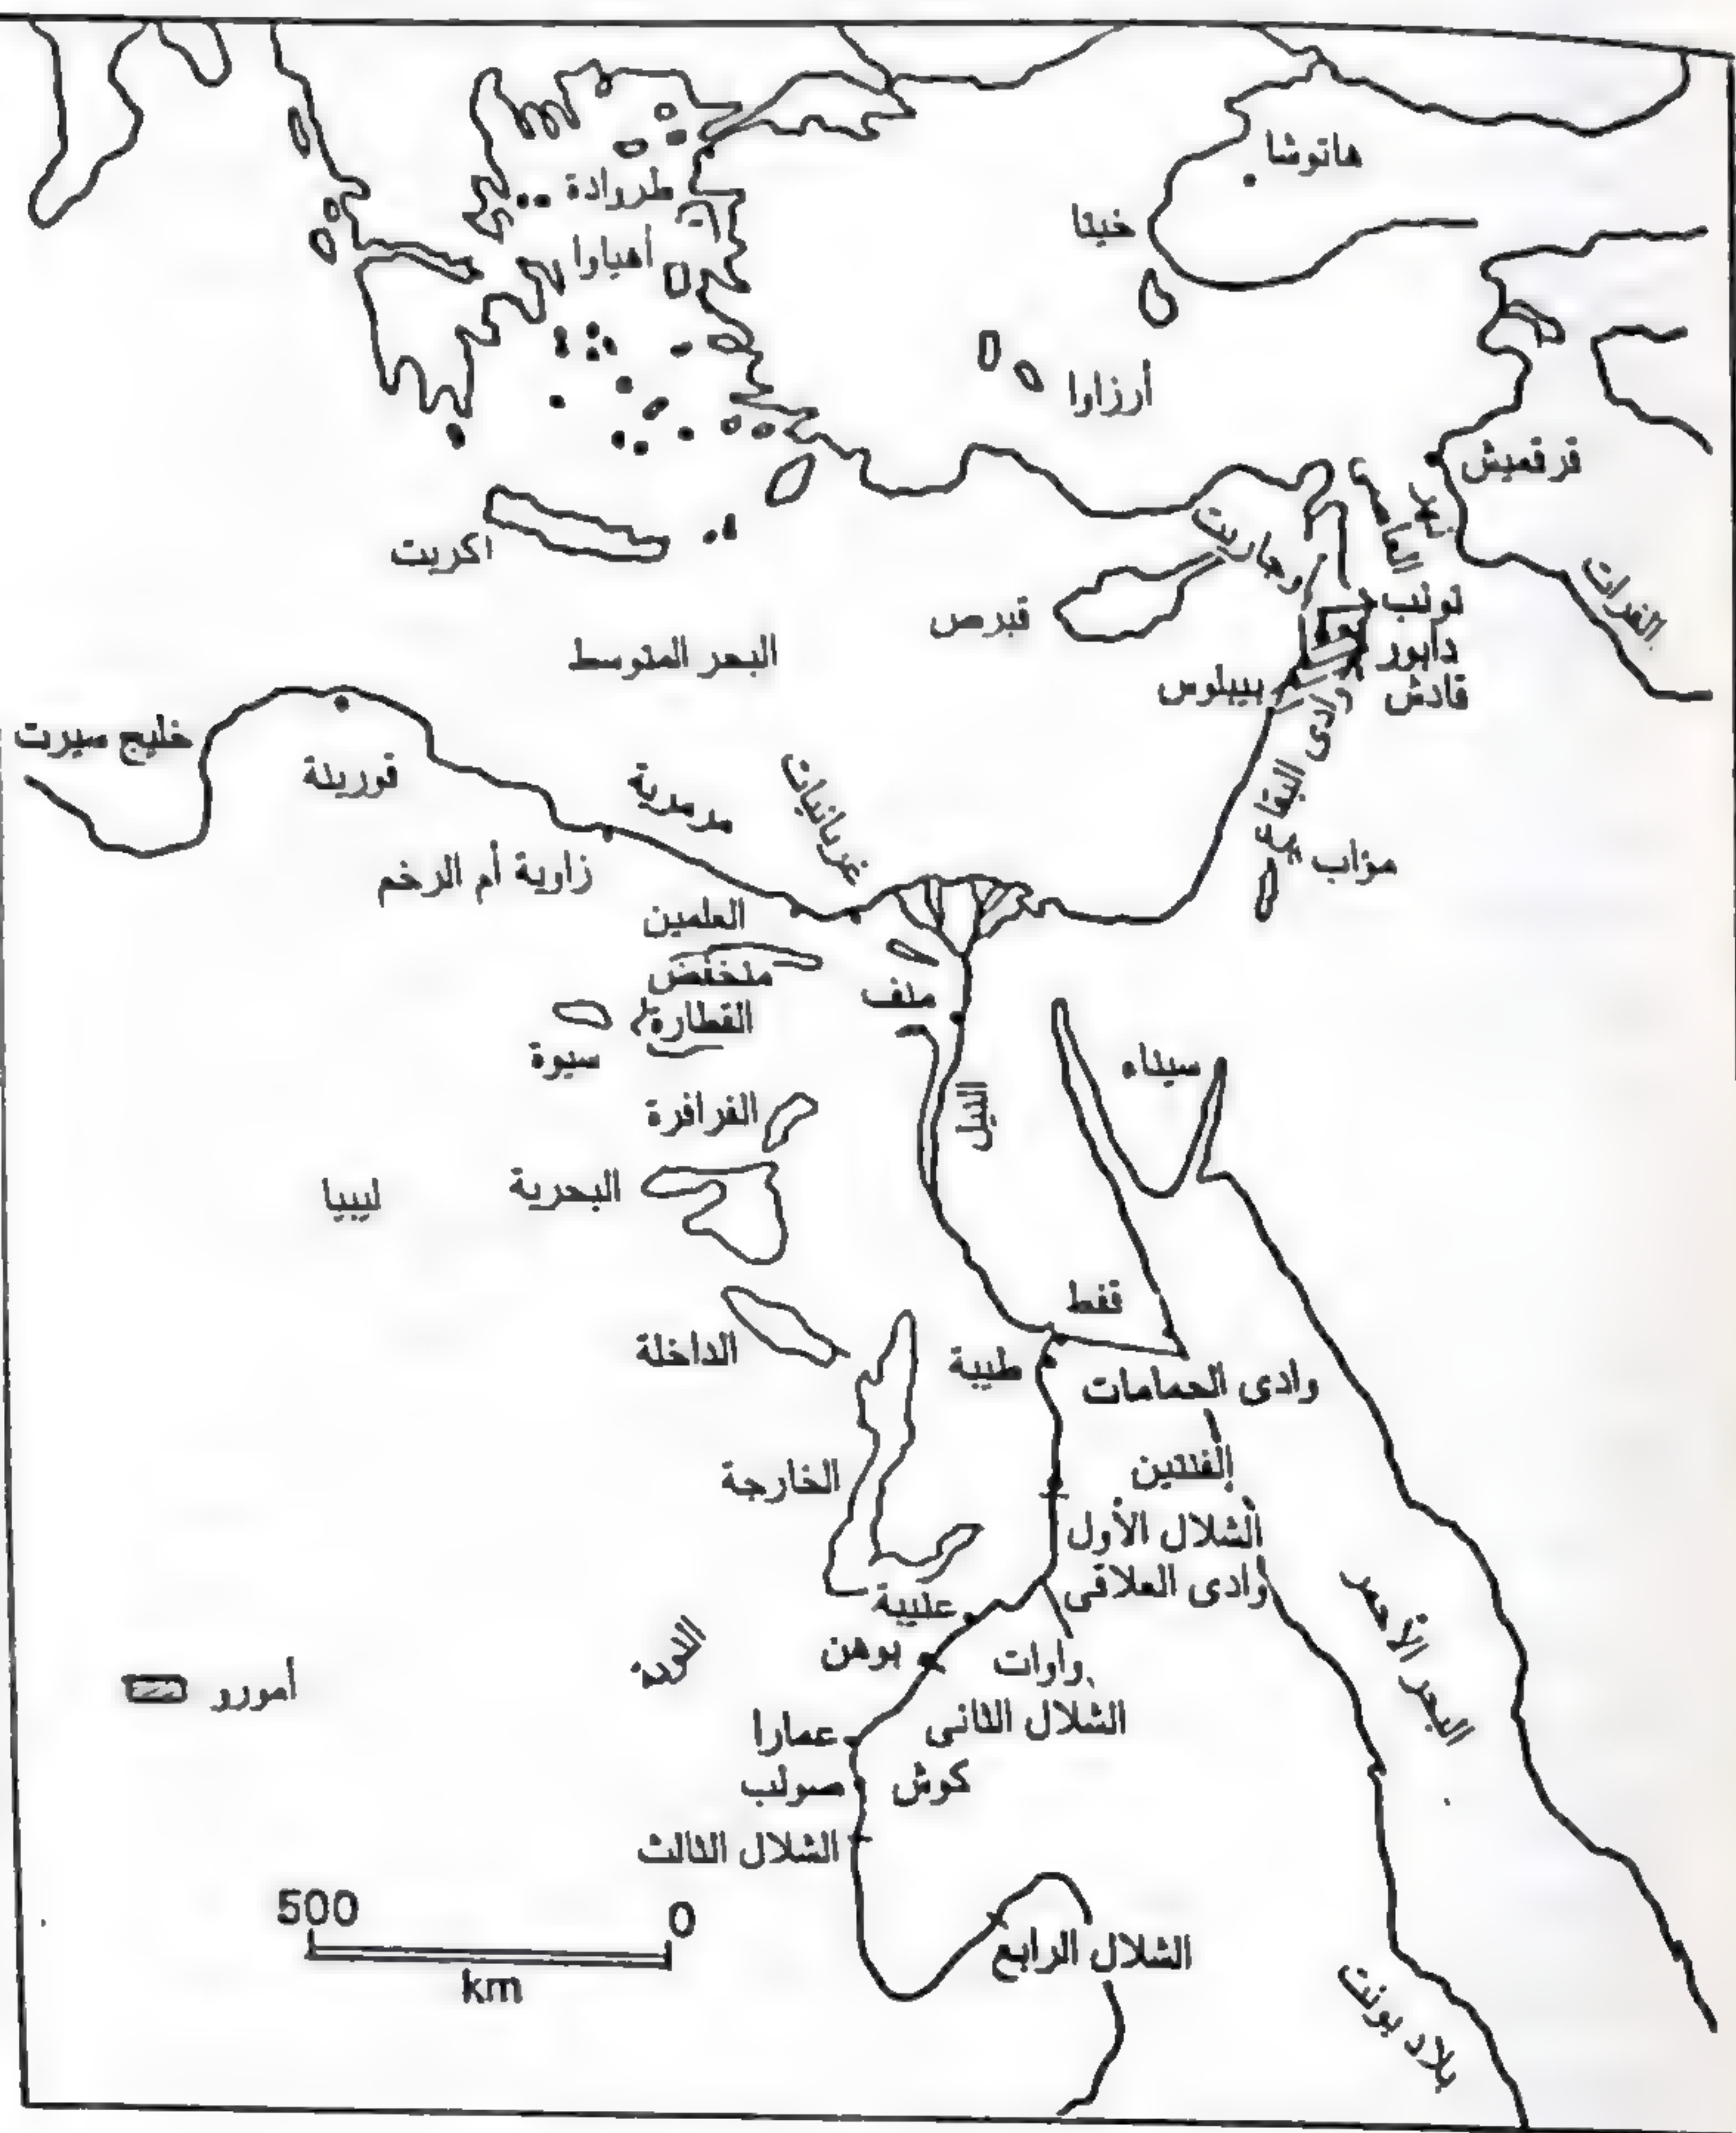 هاتوشا
خيتا
طروادة
أهياوا
أرزاوا
قرقميش
نهر
الفرات
اكريت
قبرص
تونب
دابور
قادش
بيبلوس
البحر المتوسط
وادى البقاع
خليج سيرت
قورينة
مرمرية
غربانيات
مؤاب
زاوية أم الرخم
العلمين
منخفض
القطارة
منف
سيوة
سيناء
النيل
الفرافرة
البحرية
ليبيا
قفط
الداخلة
طيبة
وادى الحمامات
الخارجة
إلفنتين
الشلال الأول
وادى العلاقى
عنيبة
بوهن
واوات
الشلال الثانى
البحر الأحمر
أمورو
عمارا
صولب
كوش
الشلال الثالث
500
0
km
الشلال الرابع
بلاد بونت